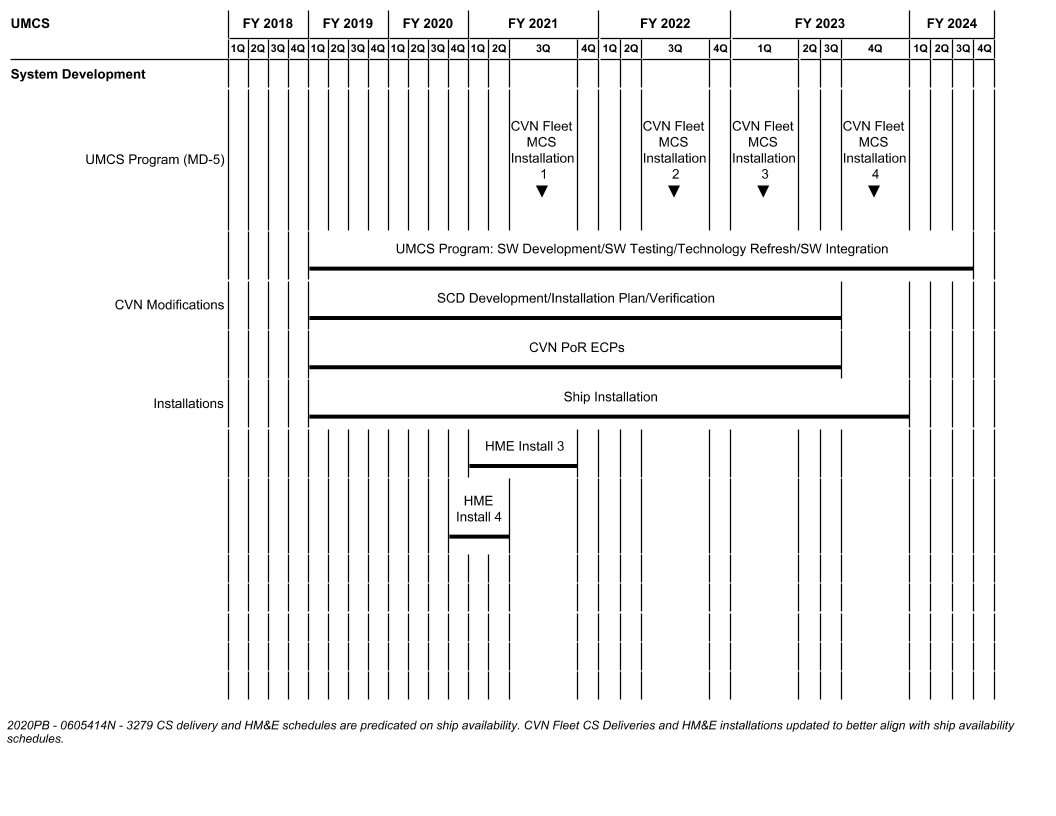 UMCS FY 2018 FY 2019 FY 2020 FY 2021 FY 2022 FY 2023 FY 2024
1Q 2Q 3Q 4Q 1Q 2Q 3Q 4Q 1Q 2Q 3Q 4Q 1Q 2Q 3Q 4Q 1Q 2Q 3Q 4Q 1Q 2Q 3Q 4Q 1Q 2Q 3Q 4Q
System Development
UMCS Program (MD-5)
CVN Fleet
MCS
Installation
1
CVN Fleet
MCS
Installation
2
CVN Fleet
MCS
Installation
3
CVN Fleet
MCS
Installation
4
UMCS Program: SW Development/SW Testing/Technology Refresh/SW Integration
CVN Modifications
SCD Development/Installation Plan/Verification
CVN PoR ECPs
Installations
Ship Installation
HME Install 3
HME
Install 4
2020PB - 0605414N - 3279 CS delivery and HM&E schedules are predicated on ship availability. CVN Fleet CS Deliveries and HM&E installations updated to better align with ship availability
schedules.